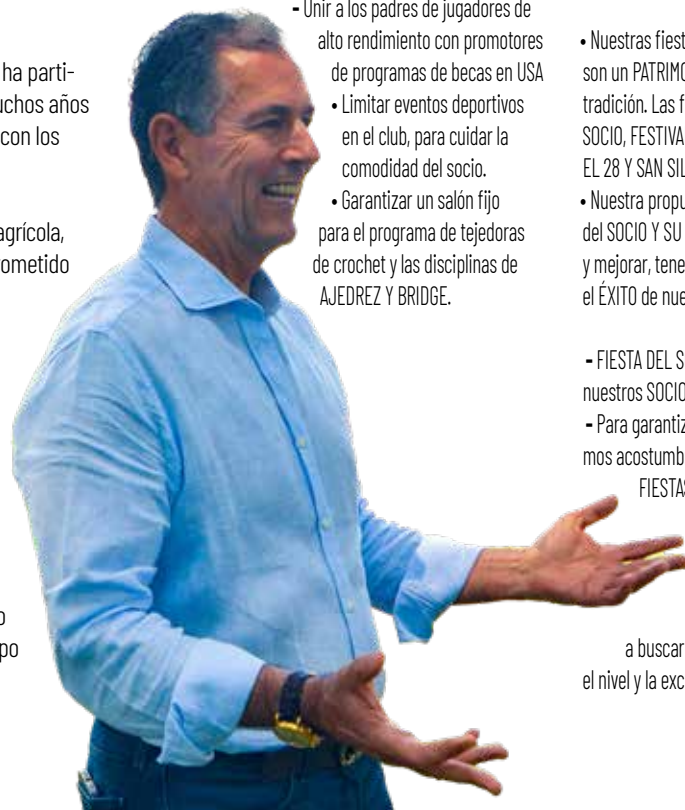 ha parti-
uchos años
con los
agrícola,
ometido
o
po
- Unir a los padres de jugadores de
alto rendimiento con promotores
de programas de becas en USA
• Limitar eventos deportivos
en el club, para cuidar la
comodidad del socio.
• Garantizar un salón fijo
para el programa de tejedoras
de crochet y las disciplinas de
AJEDREZ Y BRIDGE.
• Nuestras fiest
son un PATRIMO
tradición. Las f
SOCIO, FESTIVA
EL 28 Y SAN SIL
• Nuestra propu
del SOCIO Y SU
y mejorar, tene
el ÉXITO de nue
- FIESTA DEL S
nuestros SOCIO
- Para garantiz
mos acostumb
FIESTAS
a buscar
el nivel y la exc